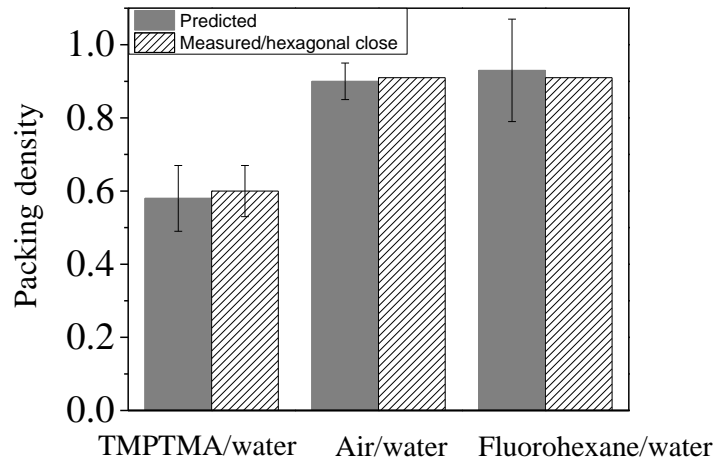 Predicted
Measured/hexagonal close
Packing density
1.0
0.8
0.6
0.4
0.2
0.0
TMPTMA/water Air/water Fluorohexane/water